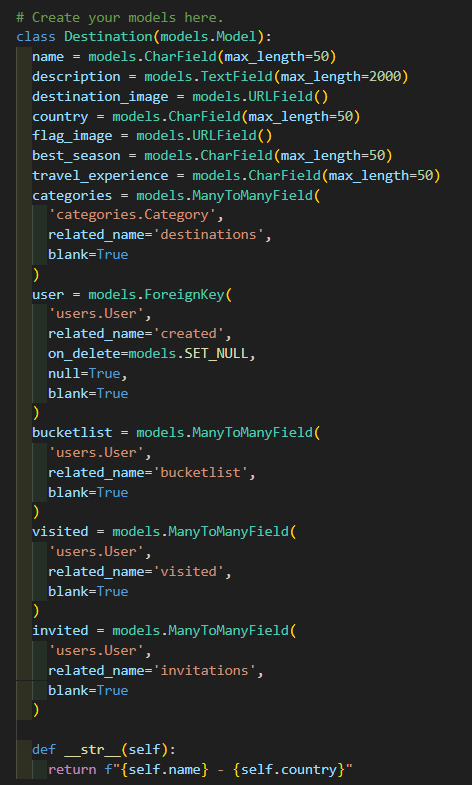 # Create your models here.
class Destination(models.Model):
  name = models.CharField(max_length=50)
  description = models.TextField(max_length=2000)
  destination_image = models.URLField()
  country = models.CharField(max_length=50)
  flag_image = models.URLField()
  best_season = models.CharField(max_length=50)
  travel_experience = models.CharField(max_length=50)
  categories = models.ManyToManyField(
    'categories.Category',
    related_name='destinations',
    blank=True
  )
  user = models.ForeignKey(
    'users.User',
    related_name='created',
    on_delete=models.SET_NULL,
    null=True,
    blank=True
  )
  bucketlist = models.ManyToManyField(
    'users.User',
    related_name='bucketlist',
    blank=True
  )
  visited = models.ManyToManyField(
    'users.User',
    related_name='visited',
    blank=True
  )
  invited = models.ManyToManyField(
    'users.User',
    related_name='invitations',
    blank=True
  )

  def __str__(self):
    return f"{self.name} - {self.country}"